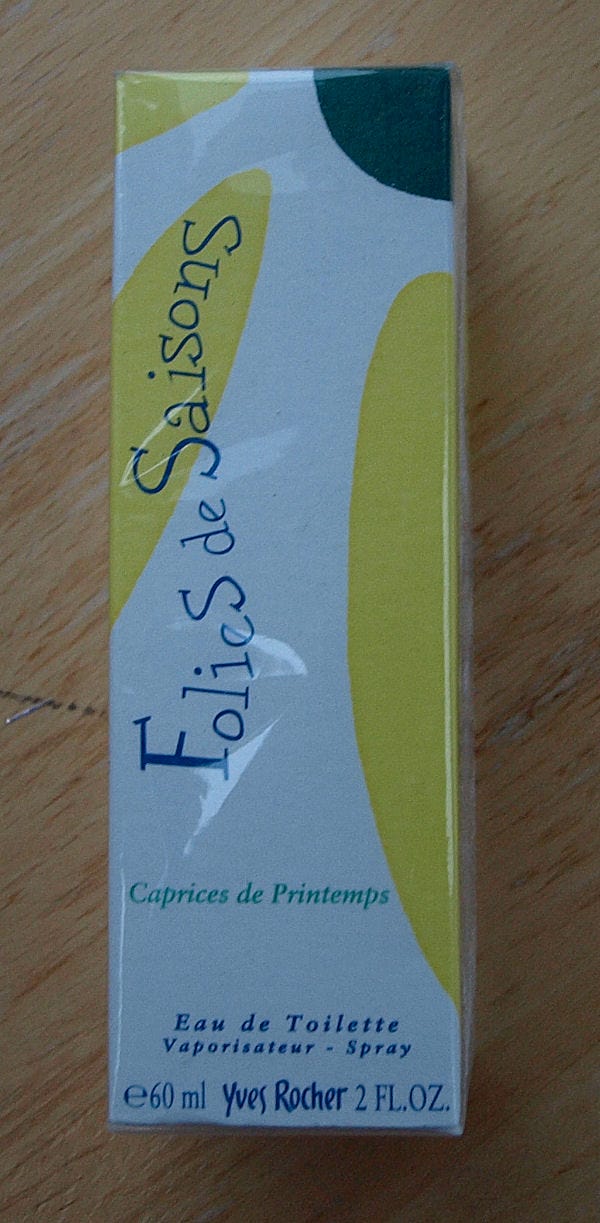 Folies de Saisons
Caprices de Printemps
Eau de Toilette
Vaporisateur - Spray
℮60 ml Yves Rocher 2 FL.OZ.